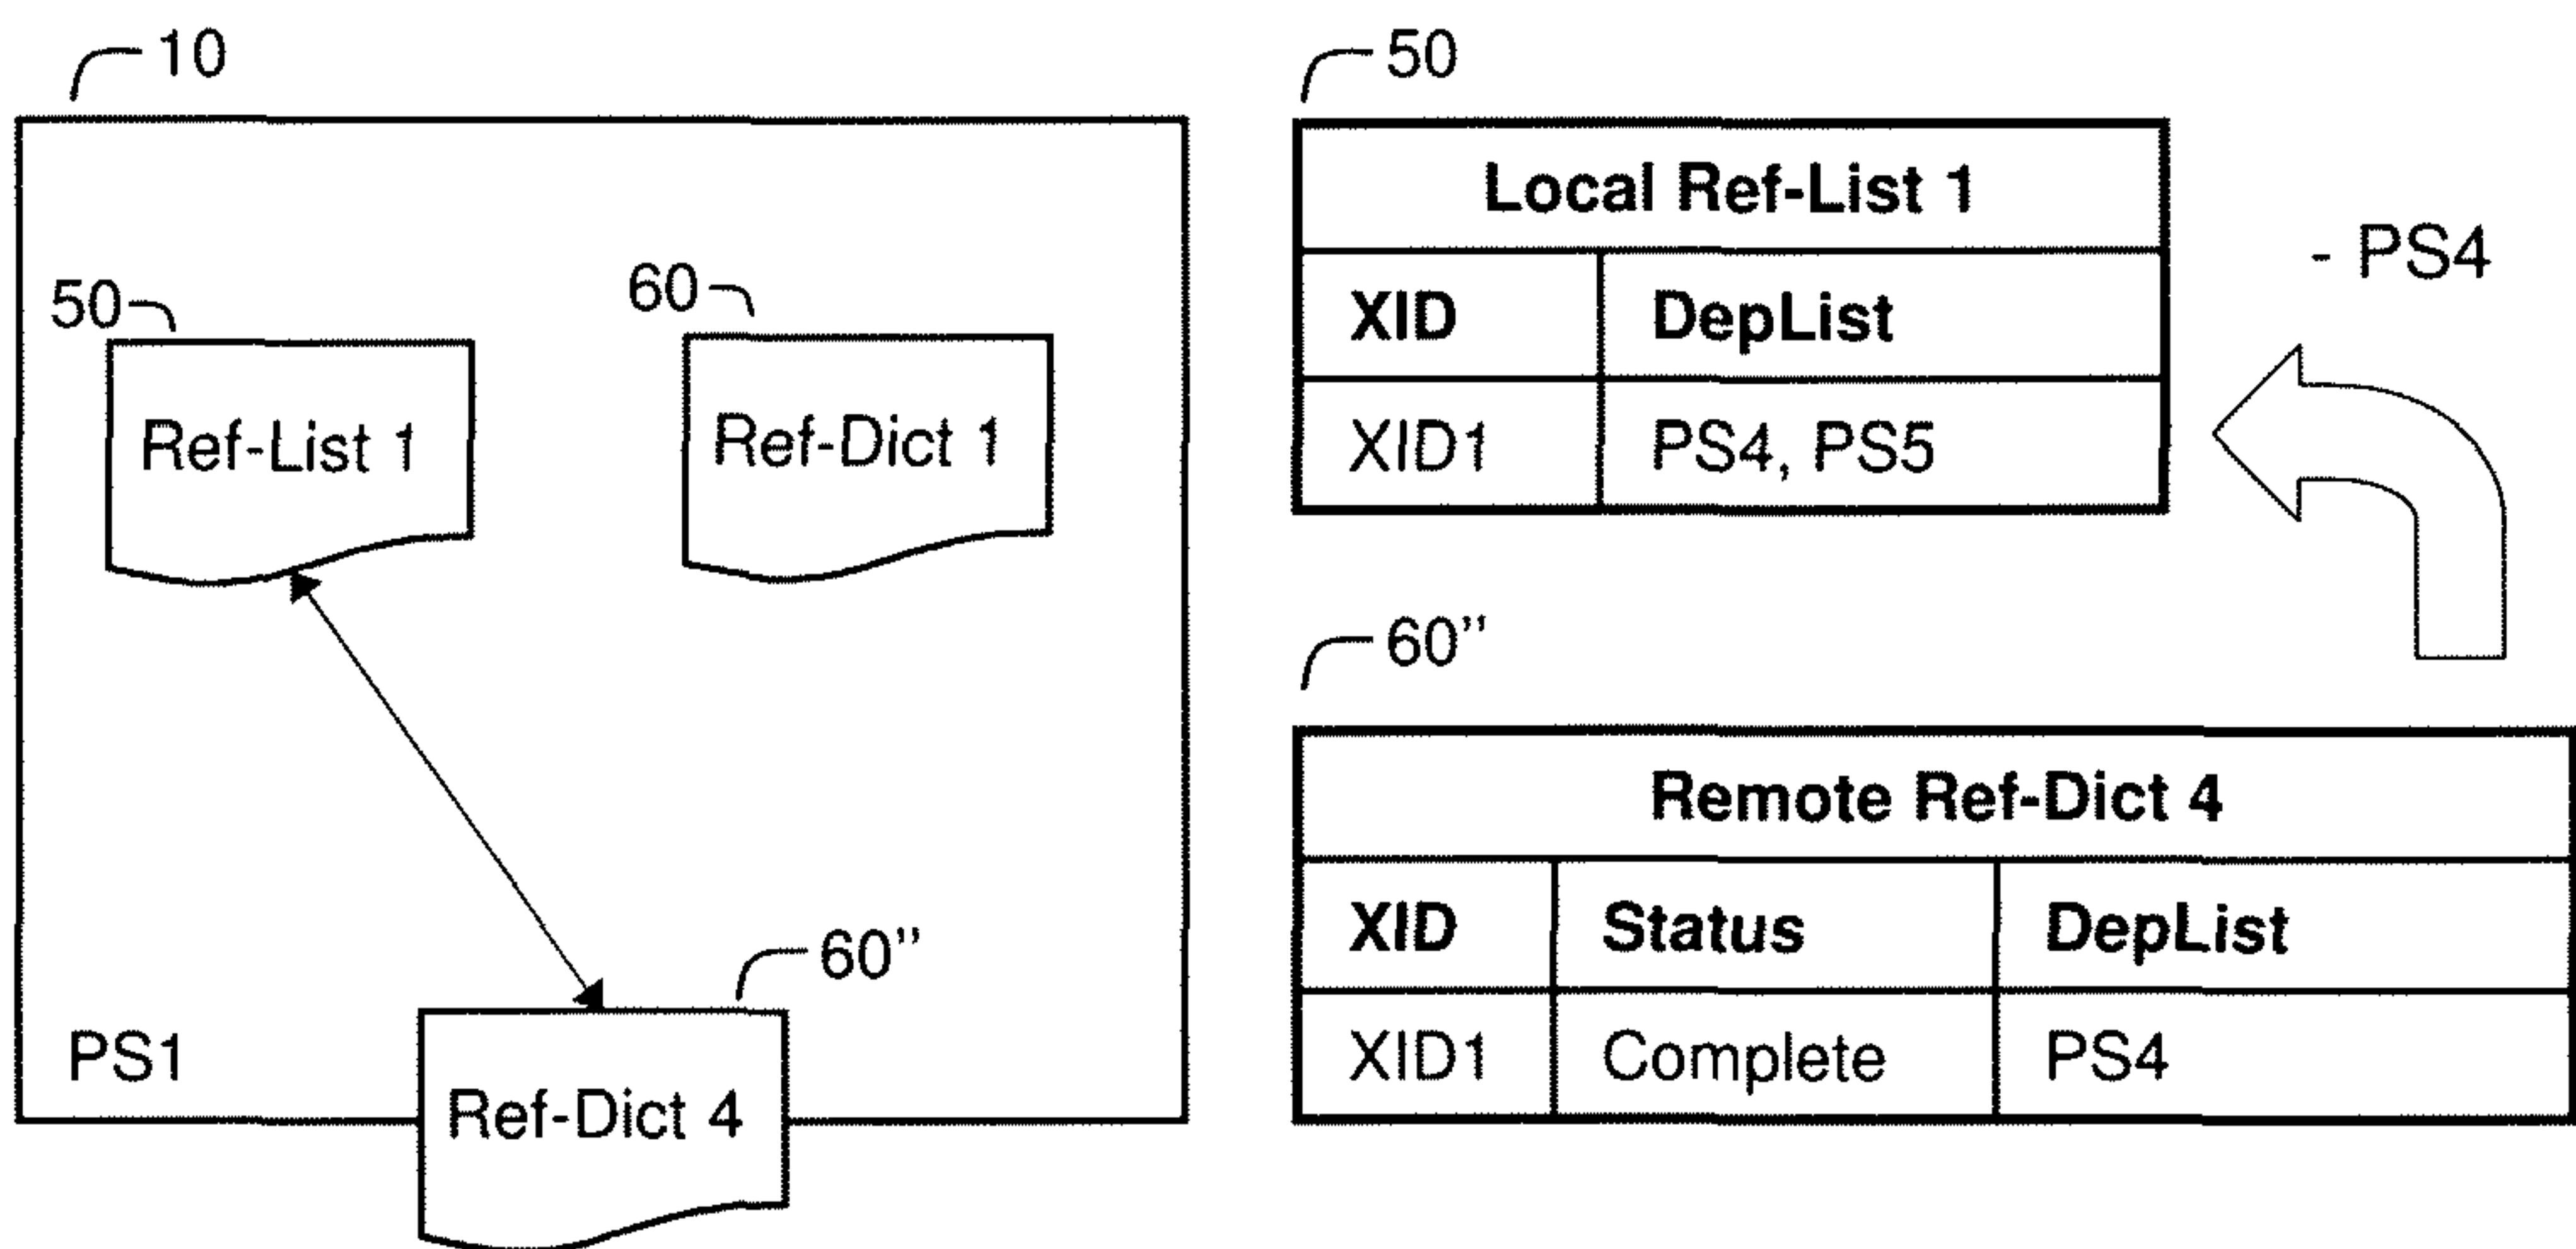 10
50
60
Ref-List 1
Ref-Dict 1
PS1
60’’
Ref-Dict 4
50
Local Ref-List 1
XID DepList
XID1 PS4, PS5
- PS4
60’’
Remote Ref-Dict 4
XID Status DepList
XID1 Complete PS4